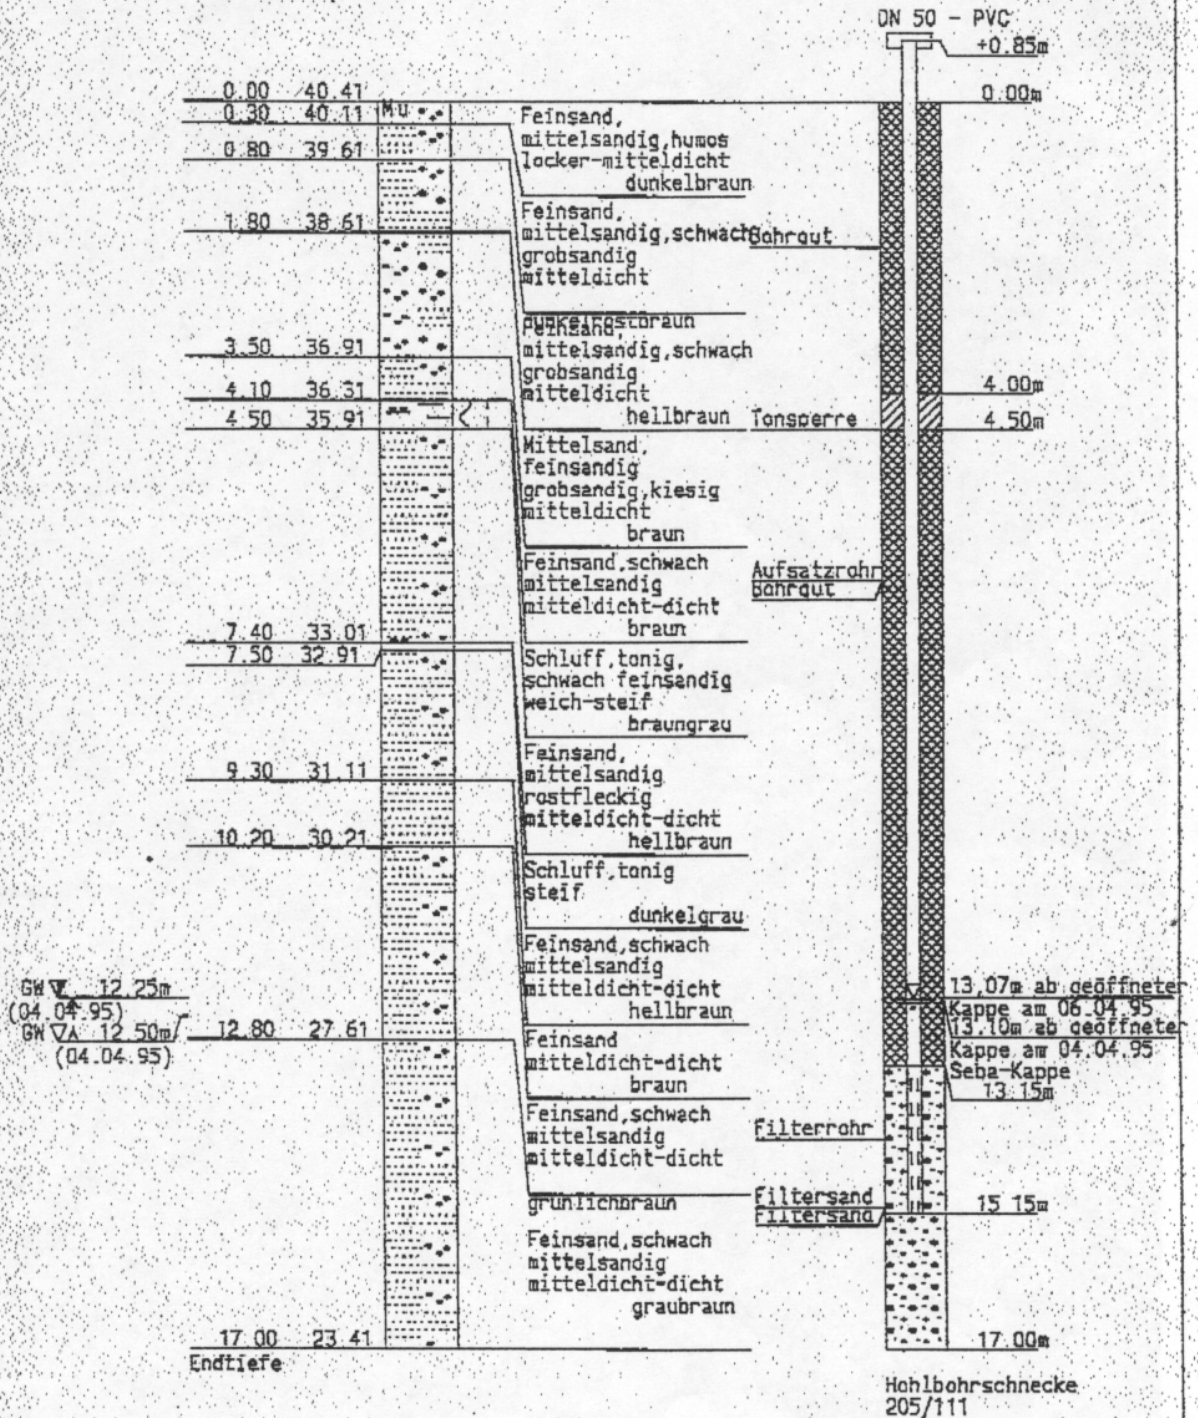 DN 50 - PVC
+0.85m
0.00 40.41
0.00m
0.30 40.11
Mu
0.80 39.61
1.80 38.61
3.50 36.91
4.10 36.31
4.50 35.91
7.40 33.01
7.50 32.91
9.30 31.11
10.20 30.21
GW 12.25m
(04.04.95)
GW 12.50m
(04.04.95)
12.80 27.61
17.00 23.41
Endtiefe
Feinsand,
mittelsandig,humos
locker-mitteldicht
dunkelbraun
Feinsand,
mittelsandig,schwach
grobsandig
mitteldicht
dunkelrostbraun
Feinsand,
mittelsandig,schwach
grobsandig
mitteldicht
hellbraun
Mittelsand,
feinsandig
grobsandig,kiesig
mitteldicht
braun
Feinsand,schwach
mittelsandig
mitteldicht-dicht
braun
Schluff,tonig,
schwach feinsandig
weich-steif
braungrau
Feinsand,
mittelsandig
rostfleckig
mitteldicht-dicht
hellbraun
Schluff,tonig
steif
dunkelgrau
Feinsand,schwach
mittelsandig
mitteldicht-dicht
hellbraun
Feinsand
mitteldicht-dicht
braun
Feinsand,schwach
mittelsandig
mitteldicht-dicht
grünlichbraun
Feinsand,schwach
mittelsandig
mitteldicht-dicht
graubraun
Bohrgut
4.00m
Tonsperre
4.50m
Aufsatzrohr
Bohrgut
13,07m ab geöffneter
Kappe am 06.04.95
13,10m ab geöffneter
Kappe am 04.04.95
Seba-Kappe
13.15m
Filterrohr
Filtersand
15.15m
Filtersand
17.00m
Hohlbohrschnecke
205/111